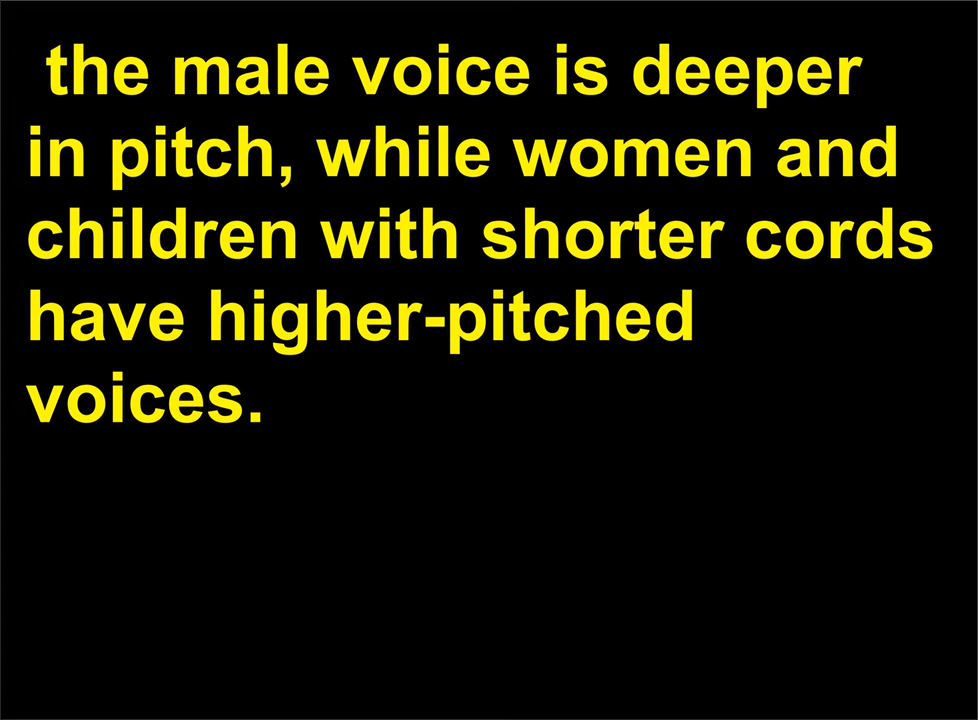 the male voice is deeper
in pitch, while women and
children with shorter cords
have higher-pitched
voices.